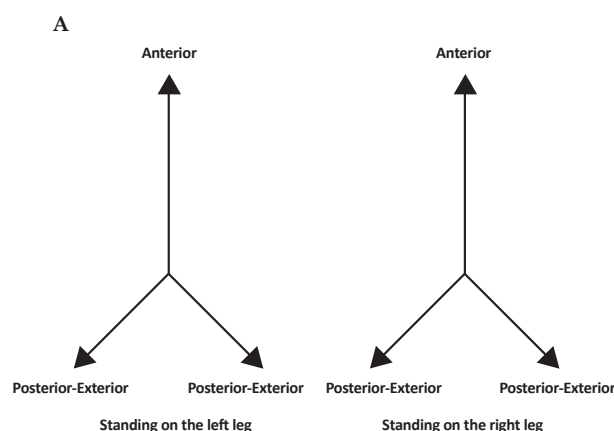 A
Anterior Anterior
Posterior-Exterior Posterior-Exterior Posterior-Exterior Posterior-Exterior
Standing on the left leg Standing on the right leg